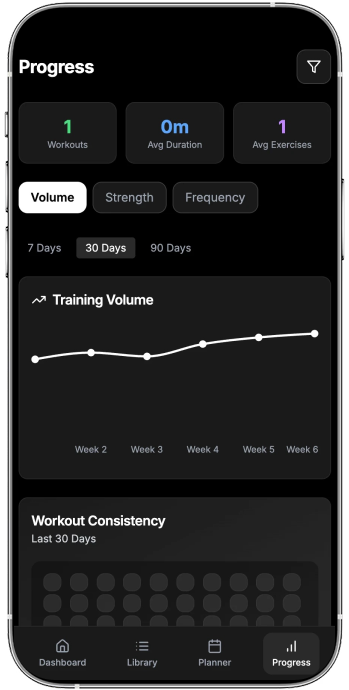 Progress
1 0m 1
Workouts Avg Duration Avg Exercises
Volume Strength Frequency
7 Days 30 Days 90 Days
Training Volume
Week 2 Week 3 Week 4 Week 5 Week 6
Workout Consistency
Last 30 Days
Dashboard Library Planner Progress